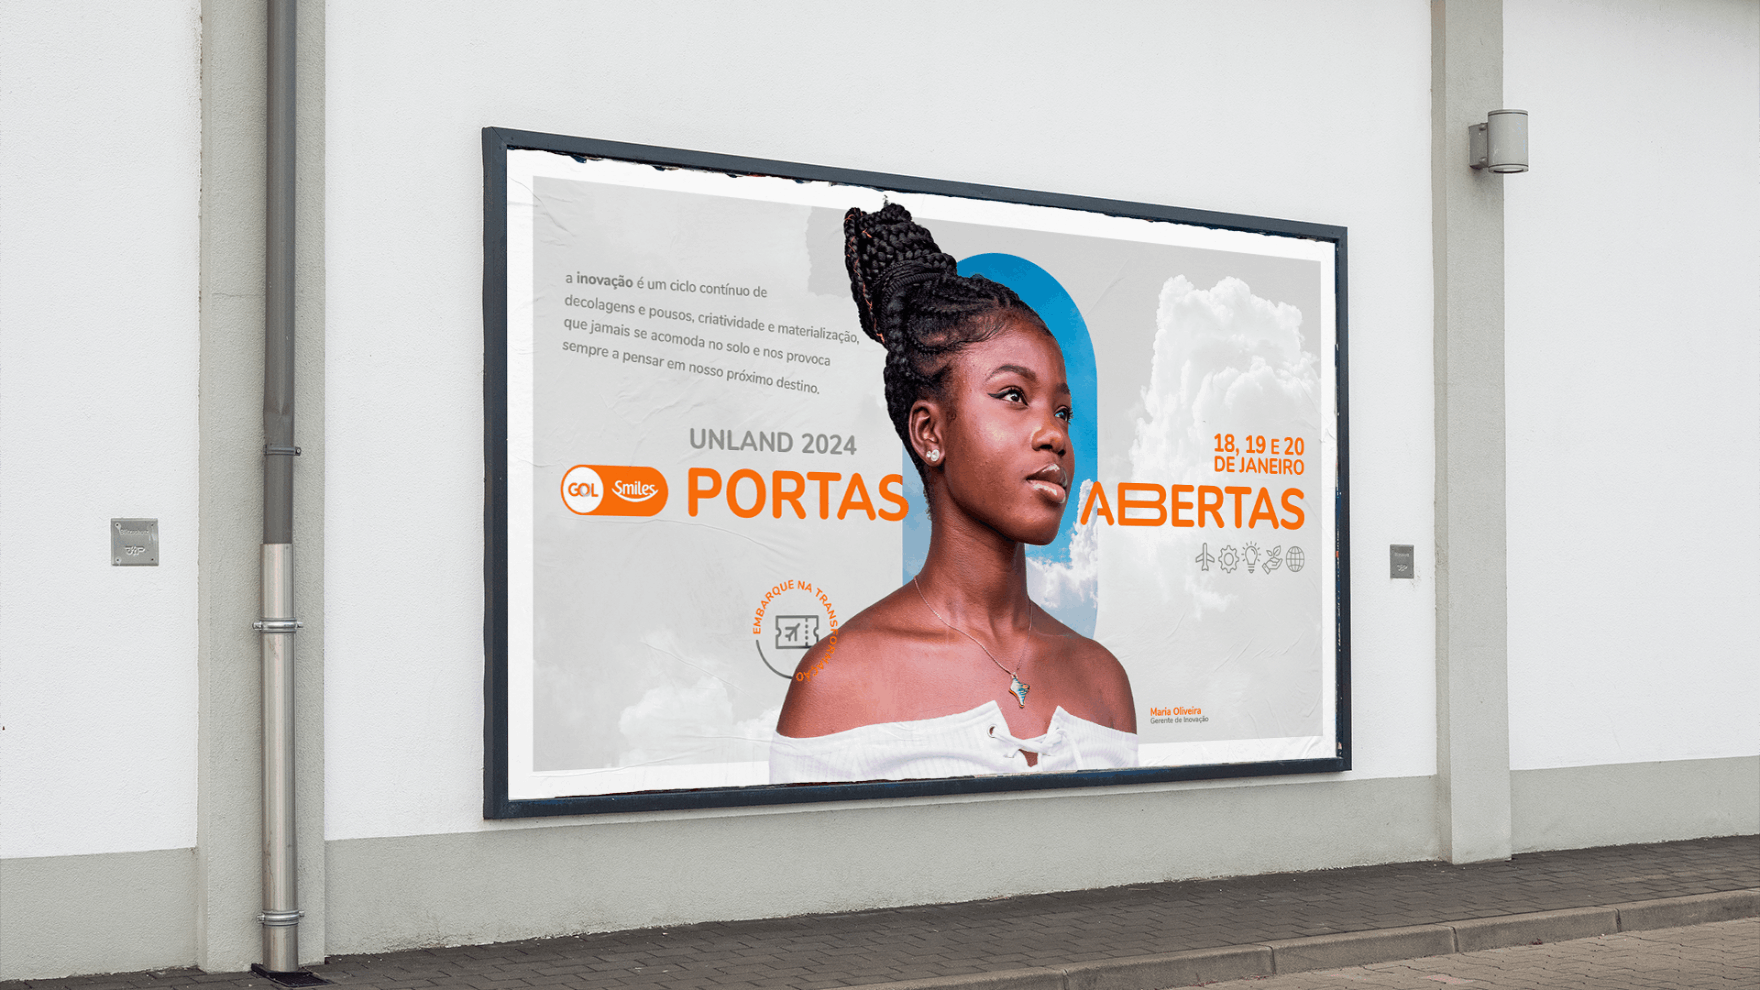 a inovação é um ciclo contínuo de
decolagens e pousos, criatividade e materialização,
que jamais se acomoda no solo e nos provoca
sempre a pensar em nosso próximo destino.
UNLAND 2024
GOL Smiles
PORTAS ABERTAS
18, 19 E 20
DE JANEIRO
EMBARQUE NA TRANSFORMAÇÃO
Maria Oliveira
Gerente de Inovação